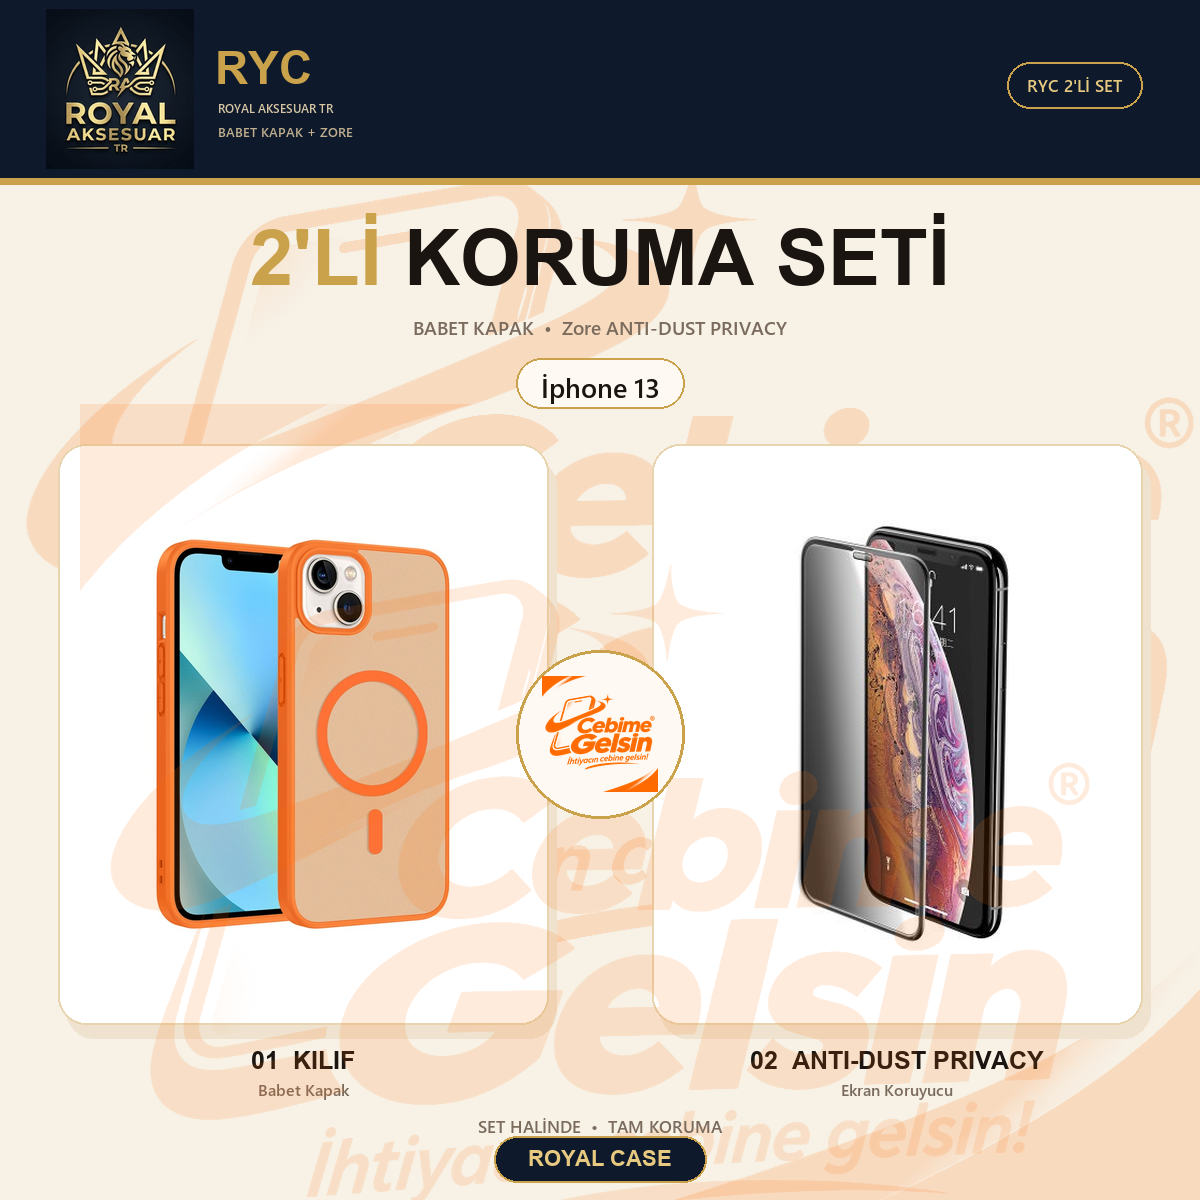 ROYAL
AKSESUAR
TR
RYC
ROYAL AKSESUAR TR
BABET KAPAK + ZORE
RYC 2'Lİ SET
2'Lİ KORUMA SETİ
BABET KAPAK • Zore ANTI-DUST PRIVACY
İphone 13
Cebime
Gelsin
İhtiyacın cebine gelsin!
Cebime ®
Gelsin
01 KILIF
Babet Kapak
02 ANTI-DUST PRIVACY
Ekran Koruyucu
SET HALİNDE • TAM KORUMA
ROYAL CASE